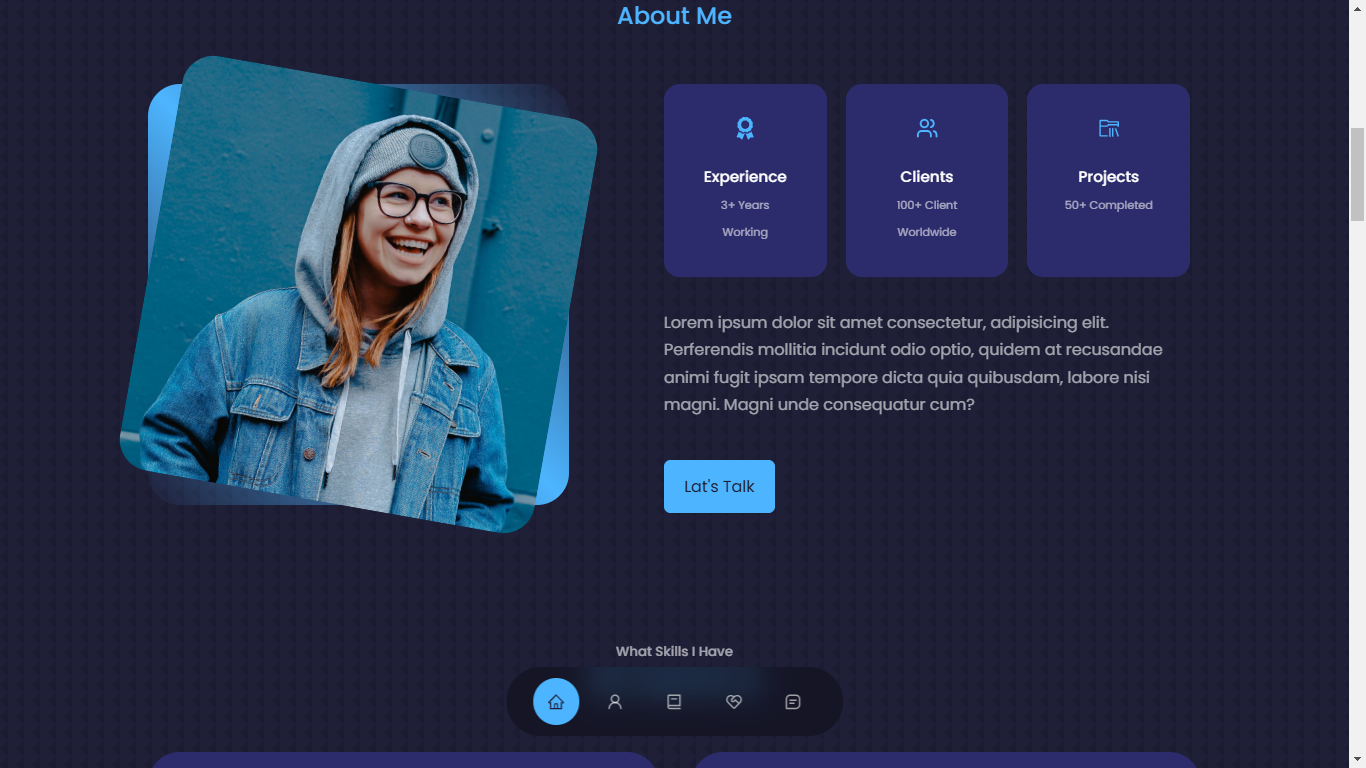 About Me
Experience
3+ Years
Working
Clients
100+ Client
Worldwide
Projects
50+ Completed
Lorem ipsum dolor sit amet consectetur, adipisicing elit.
Perferendis mollitia incidunt odio optio, quidem at recusandae
animi fugit ipsam tempore dicta quia quibusdam, labore nisi
magni. Magni unde consequatur cum?
Lat's Talk
What Skills I Have